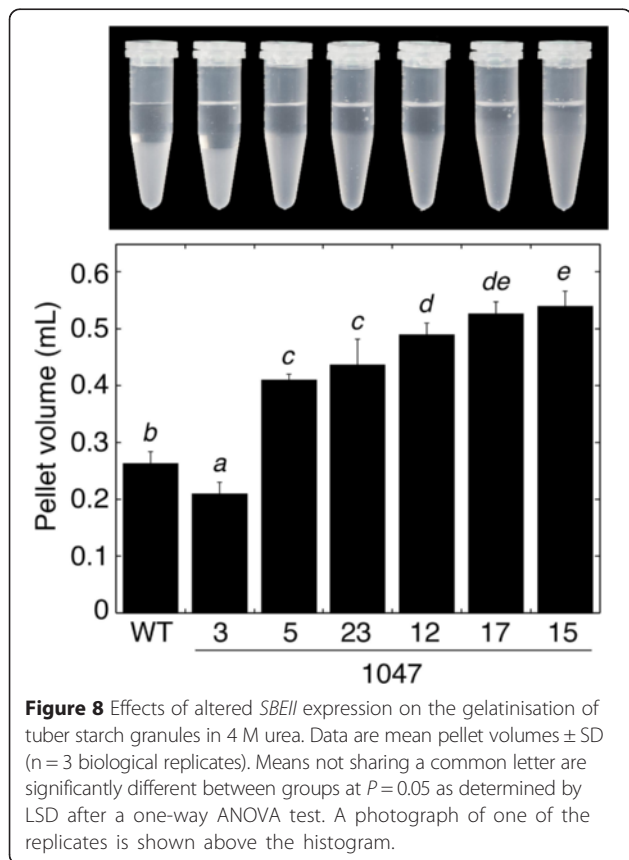 0.6
0.5
0.4
0.3
0.2
0.1
0
Pellet volume (mL)
b
a
c
c
d
de
e
WT 3 5 23 12 17 15
1047
Figure 8 Effects of altered SBEII expression on the gelatinisation of
tuber starch granules in 4 M urea. Data are mean pellet volumes ± SD
(n = 3 biological replicates). Means not sharing a common letter are
significantly different between groups at P = 0.05 as determined by
LSD after a one-way ANOVA test. A photograph of one of the
replicates is shown above the histogram.